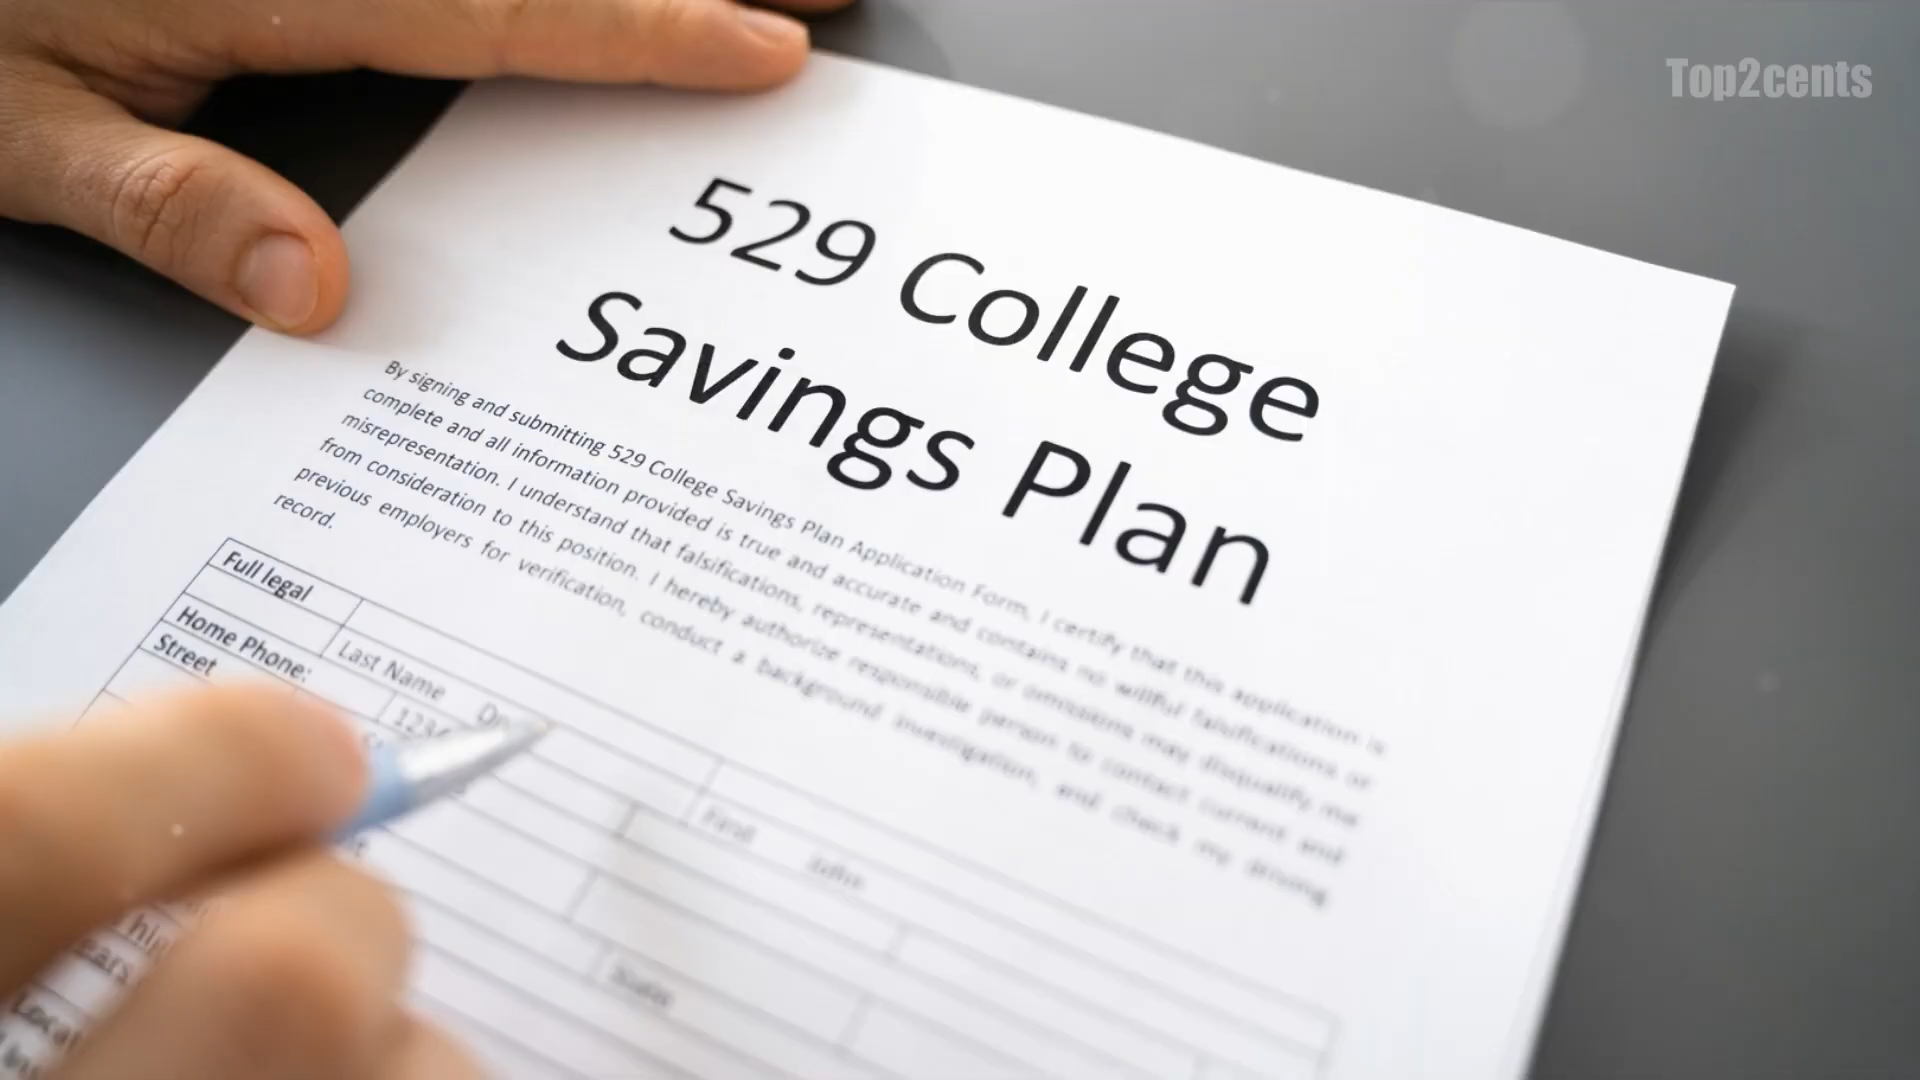 Top2cents
529 College
Savings Plan
By signing and submitting 529 College Savings Plan Application Form, I certify that this application is
complete and all information provided is true and accurate and contains no willful falsifications or
misrepresentation. I understand that falsifications, representations, or omissions may disqualify me
from consideration to this position. I hereby authorize responsible person to contact current and
previous employers for verification, conduct a background investigation, and check my driving
record.
Full legal
Last Name
First John
Home Phone:
1234
Street
State
Local